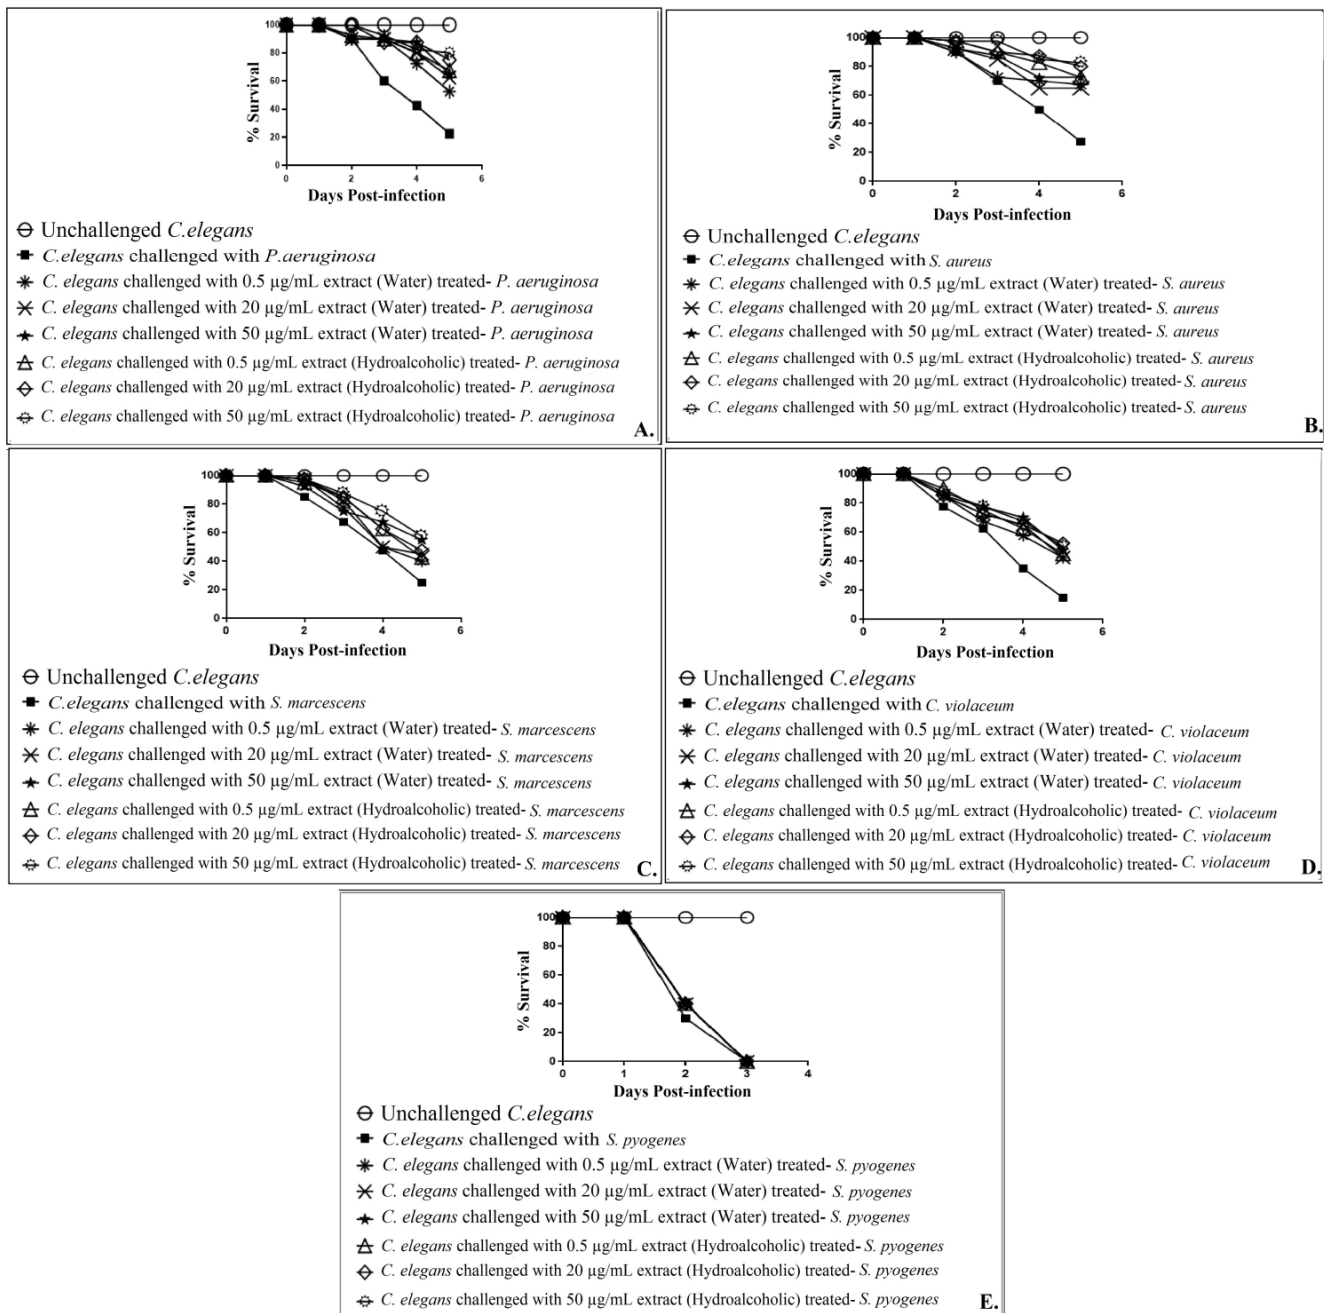 % Survival
100
80
60
40
20
0
0 2 4 6
Days Post-infection
Unchallenged C.elegans
C.elegans challenged with P.aeruginosa
C. elegans challenged with 0.5 µg/mL extract (Water) treated- P. aeruginosa
C. elegans challenged with 20 µg/mL extract (Water) treated- P. aeruginosa
C. elegans challenged with 50 µg/mL extract (Water) treated- P. aeruginosa
C. elegans challenged with 0.5 µg/mL extract (Hydroalcoholic) treated- P. aeruginosa
C. elegans challenged with 20 µg/mL extract (Hydroalcoholic) treated- P. aeruginosa
C. elegans challenged with 50 µg/mL extract (Hydroalcoholic) treated- P. aeruginosa
A.
% Survival
100
80
60
40
20
0
0 2 4 6
Days Post-infection
Unchallenged C.elegans
C.elegans challenged with S. aureus
C. elegans challenged with 0.5 µg/mL extract (Water) treated- S. aureus
C. elegans challenged with 20 µg/mL extract (Water) treated- S. aureus
C. elegans challenged with 50 µg/mL extract (Water) treated- S. aureus
C. elegans challenged with 0.5 µg/mL extract (Hydroalcoholic) treated- S. aureus
C. elegans challenged with 20 µg/mL extract (Hydroalcoholic) treated- S. aureus
C. elegans challenged with 50 µg/mL extract (Hydroalcoholic) treated- S. aureus
B.
% Survival
100
80
60
40
20
0
0 2 4 6
Days Post-infection
Unchallenged C.elegans
C.elegans challenged with S. marcescens
C. elegans challenged with 0.5 µg/mL extract (Water) treated- S. marcescens
C. elegans challenged with 20 µg/mL extract (Water) treated- S. marcescens
C. elegans challenged with 50 µg/mL extract (Water) treated- S. marcescens
C. elegans challenged with 0.5 µg/mL extract (Hydroalcoholic) treated- S. marcescens
C. elegans challenged with 20 µg/mL extract (Hydroalcoholic) treated- S. marcescens
C. elegans challenged with 50 µg/mL extract (Hydroalcoholic) treated- S. marcescens
C.
% Survival
100
80
60
40
20
0
0 2 4 6
Days Post-infection
Unchallenged C.elegans
C.elegans challenged with C. violaceum
C. elegans challenged with 0.5 µg/mL extract (Water) treated- C. violaceum
C. elegans challenged with 20 µg/mL extract (Water) treated- C. violaceum
C. elegans challenged with 50 µg/mL extract (Water) treated- C. violaceum
C. elegans challenged with 0.5 µg/mL extract (Hydroalcoholic) treated- C. violaceum
C. elegans challenged with 20 µg/mL extract (Hydroalcoholic) treated- C. violaceum
C. elegans challenged with 50 µg/mL extract (Hydroalcoholic) treated- C. violaceum
D.
% Survival
100
80
60
40
20
0
0 1 2 3 4
Days Post-infection
Unchallenged C.elegans
C.elegans challenged with S. pyogenes
C. elegans challenged with 0.5 µg/mL extract (Water) treated- S. pyogenes
C. elegans challenged with 20 µg/mL extract (Water) treated- S. pyogenes
C. elegans challenged with 50 µg/mL extract (Water) treated- S. pyogenes
C. elegans challenged with 0.5 µg/mL extract (Hydroalcoholic) treated- S. pyogenes
C. elegans challenged with 20 µg/mL extract (Hydroalcoholic) treated- S. pyogenes
C. elegans challenged with 50 µg/mL extract (Hydroalcoholic) treated- S. pyogenes
E.